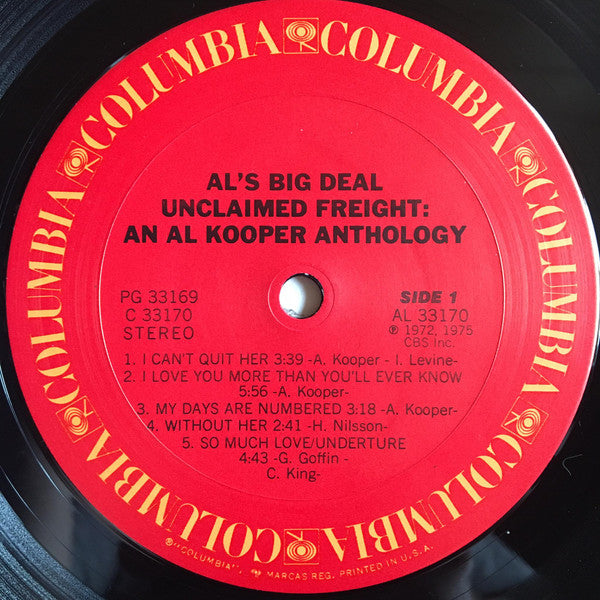 COLUMBIA COLUMBIA COLUMBIA COLUMBIA COLUMBIA COLUMBIA
AL'S BIG DEAL
UNCLAIMED FREIGHT:
AN AL KOOPER ANTHOLOGY
PG 33169
C 33170
STEREO
SIDE 1
AL 33170
℗ 1972, 1975
CBS Inc.
1. I CAN'T QUIT HER 3:39 -A. Kooper - I. Levine-
2. I LOVE YOU MORE THAN YOU'LL EVER KNOW
5:56 -A. Kooper-
3. MY DAYS ARE NUMBERED 3:18 -A. Kooper-
4. WITHOUT HER 2:41 -H. Nilsson-
5. SO MUCH LOVE/UNDERTURE
4:43 -G. Goffin -
C. King-
®"COLUMBIA", MARCAS REG. PRINTED IN U.S.A.